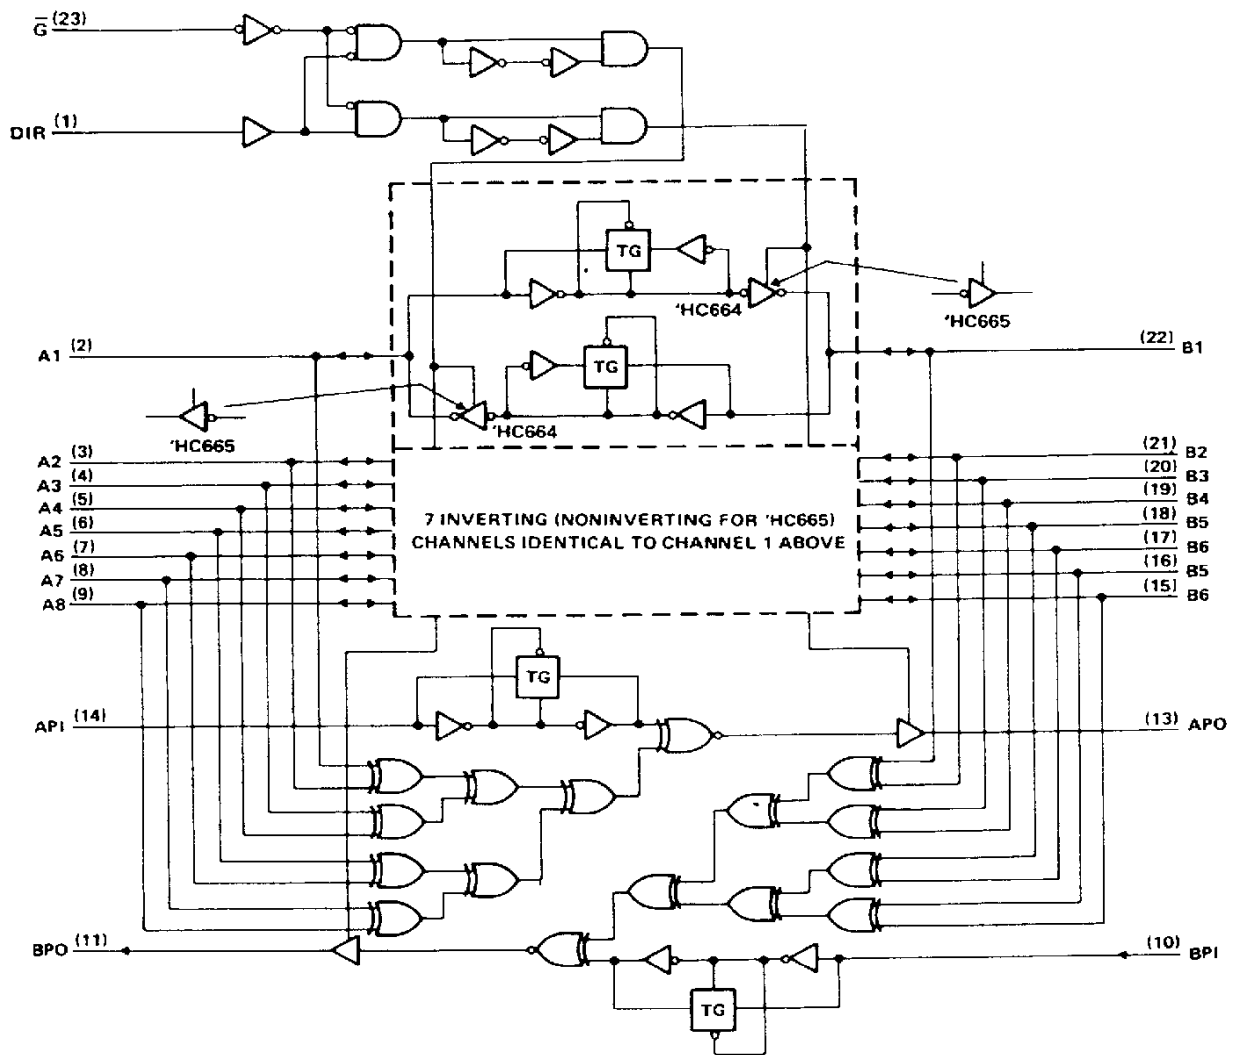 G̅ (23)
DIR (1)
TG
'HC664
'HC665
A1 (2)
(22) B1
TG
'HC664
'HC665
A2 (3)
A3 (4)
A4 (5)
A5 (6)
A6 (7)
A7 (8)
A8 (9)
7 INVERTING (NONINVERTING FOR 'HC665)
CHANNELS IDENTICAL TO CHANNEL 1 ABOVE
(21) B2
(20) B3
(19) B4
(18) B5
(17) B6
(16) B5
(15) B6
TG
API (14)
(13) APO
BPO (11)
(10) BPI
TG